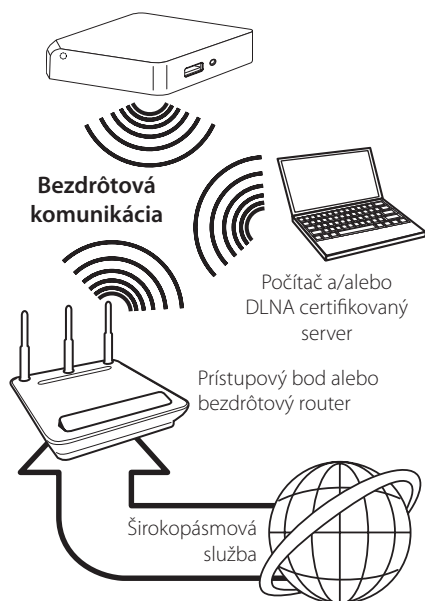 Bezdrôtová
komunikácia
Počítač a/alebo
DLNA certifikovaný
server
Prístupový bod alebo
bezdrôtový router
Širokopásmová
služba